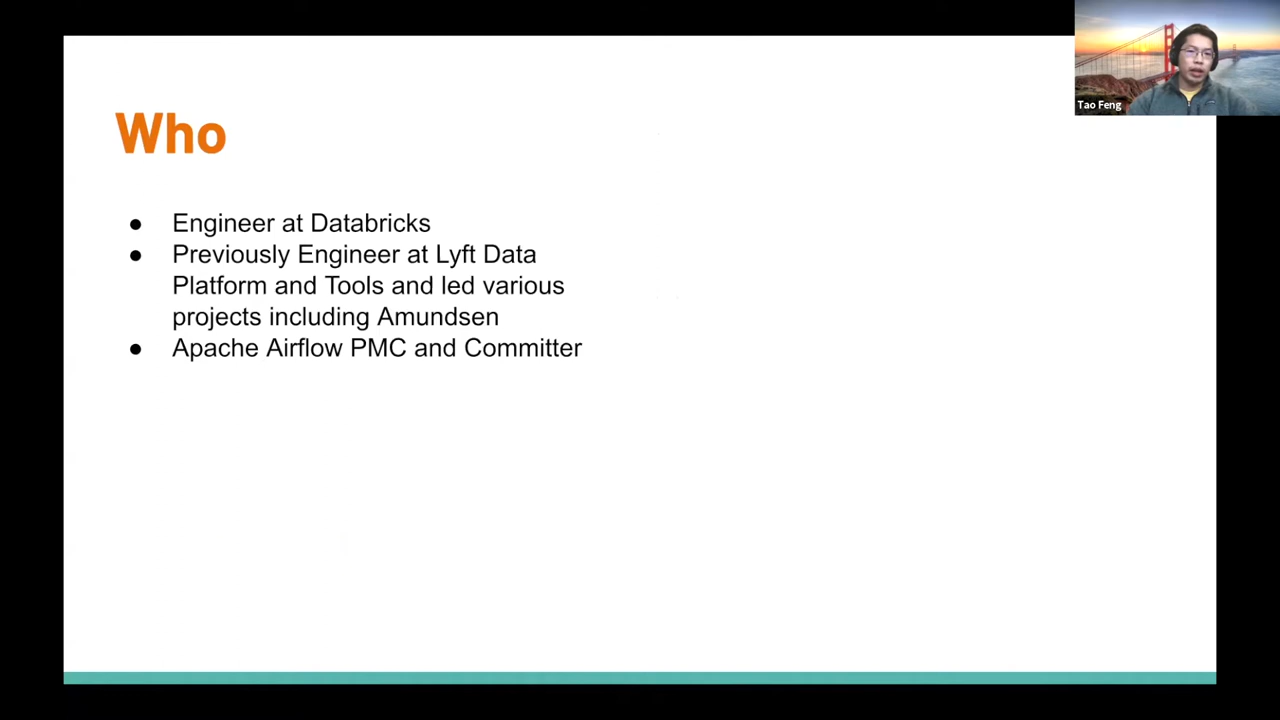 Who
● Engineer at Databricks
● Previously Engineer at Lyft Data
Platform and Tools and led various
projects including Amundsen
● Apache Airflow PMC and Committer
Tao Feng